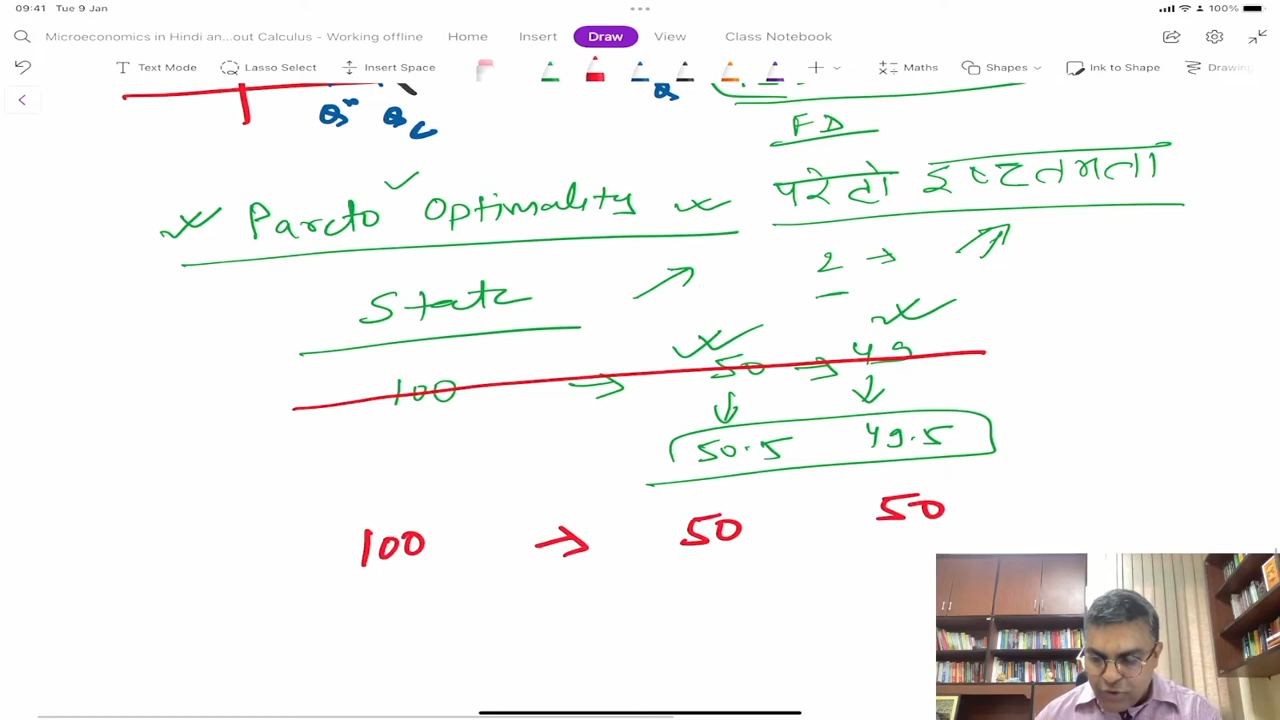 09:41 Tue 9 Jan 100%
Microeconomics in Hindi an...out Calculus - Working offline Home Insert Draw View Class Notebook
Text Mode Lasso Select Insert Space Maths Shapes Ink to Shape Drawing
FD
Pareto Optimality परेटो इष्टतमता
State 2 →
100 → 50 → 49
50.5 49.5
100 → 50 50